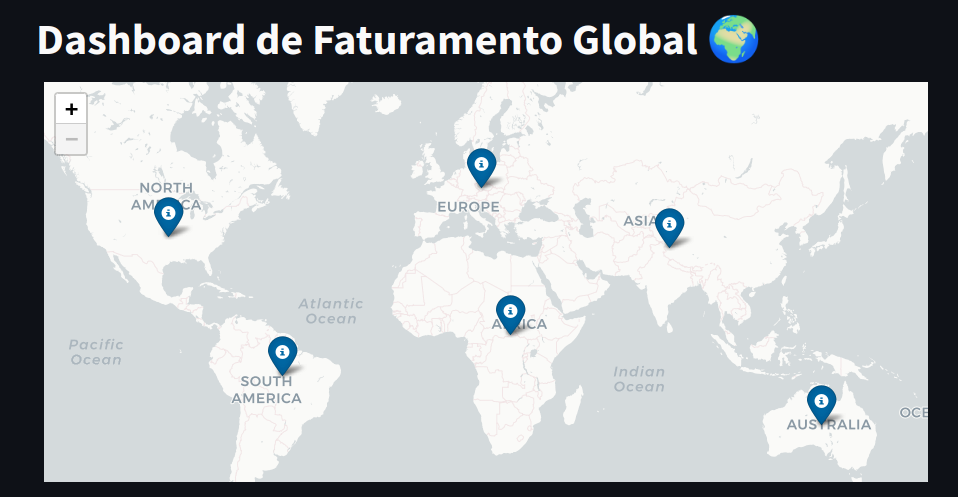 Dashboard de Faturamento Global
+
−
NORTH
AMERICA
EUROPE
ASIA
Atlantic
Ocean
AFRICA
Pacific
Ocean
Indian
Ocean
SOUTH
AMERICA
AUSTRALIA
OCE